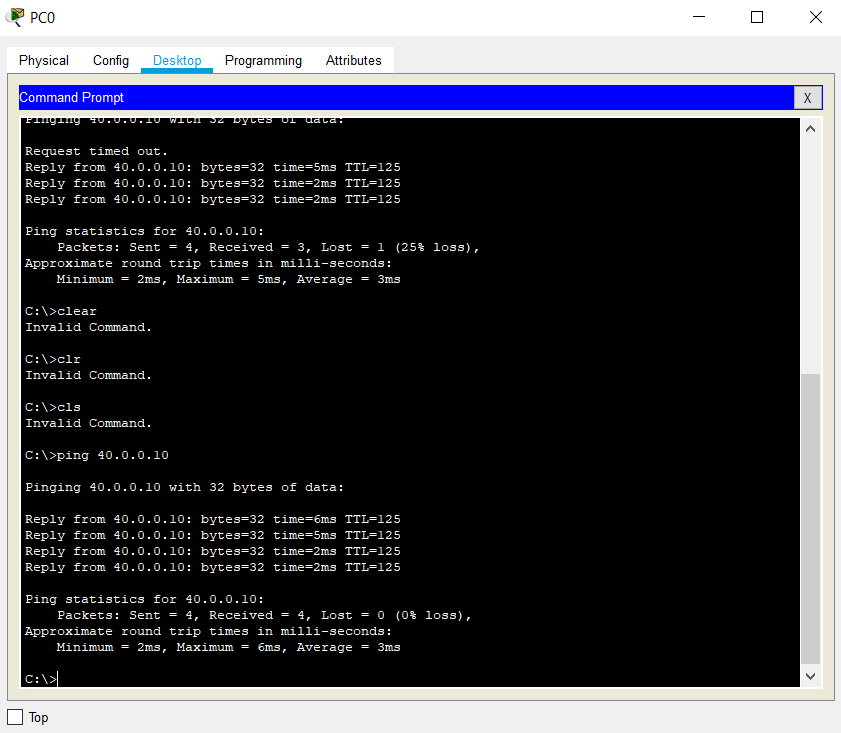 PC0
Physical Config Desktop Programming Attributes
Command Prompt
X
Pinging 40.0.0.10 with 32 bytes of data:
Request timed out.
Reply from 40.0.0.10: bytes=32 time=5ms TTL=125
Reply from 40.0.0.10: bytes=32 time=2ms TTL=125
Reply from 40.0.0.10: bytes=32 time=2ms TTL=125
Ping statistics for 40.0.0.10:
Packets: Sent = 4, Received = 3, Lost = 1 (25% loss),
Approximate round trip times in milli-seconds:
Minimum = 2ms, Maximum = 5ms, Average = 3ms
C:\>clear
Invalid Command.
C:\>clr
Invalid Command.
C:\>cls
Invalid Command.
C:\>ping 40.0.0.10
Pinging 40.0.0.10 with 32 bytes of data:
Reply from 40.0.0.10: bytes=32 time=6ms TTL=125
Reply from 40.0.0.10: bytes=32 time=5ms TTL=125
Reply from 40.0.0.10: bytes=32 time=2ms TTL=125
Reply from 40.0.0.10: bytes=32 time=2ms TTL=125
Ping statistics for 40.0.0.10:
Packets: Sent = 4, Received = 4, Lost = 0 (0% loss),
Approximate round trip times in milli-seconds:
Minimum = 2ms, Maximum = 6ms, Average = 3ms
C:\>
Top